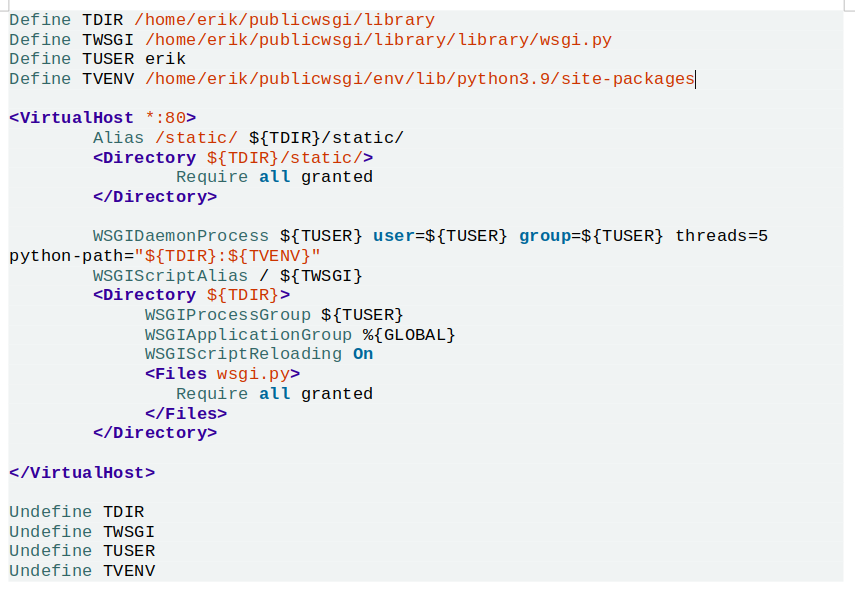 Define TDIR /home/erik/publicwsgi/library
Define TWSGI /home/erik/publicwsgi/library/library/wsgi.py
Define TUSER erik
Define TVENV /home/erik/publicwsgi/env/lib/python3.9/site-packages
<VirtualHost *:80>
Alias /static/ ${TDIR}/static/
<Directory ${TDIR}/static/>
Require all granted
</Directory>
WSGIDaemonProcess ${TUSER} user=${TUSER} group=${TUSER} threads=5
python-path="${TDIR}:${TVENV}"
WSGIScriptAlias / ${TWSGI}
<Directory ${TDIR}>
WSGIProcessGroup ${TUSER}
WSGIApplicationGroup %{GLOBAL}
WSGIScriptReloading On
<Files wsgi.py>
Require all granted
</Files>
</Directory>
</VirtualHost>
Undefine TDIR
Undefine TWSGI
Undefine TUSER
Undefine TVENV